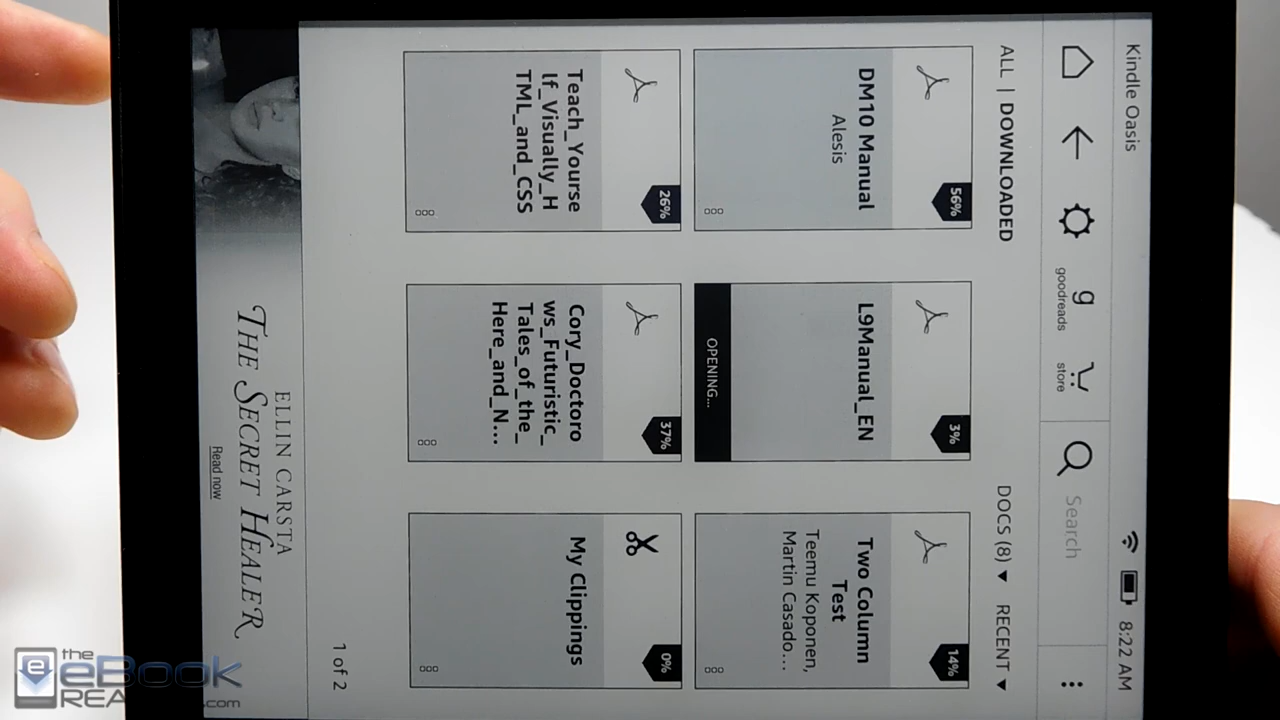 Kindle Oasis
8:22 AM
goodreads
store
Search
ALL | DOWNLOADED
DOCS (8) ▼
RECENT ▼
56%
DM10 Manual
Alesis
3%
L9Manual_EN
OPENING...
14%
Two Column
Test
Teemu Koponen,
Martin Casado...
26%
Teach_Yourse
lf_Visually_H
TML_and_CSS
37%
Cory_Doctoro
ws_Futuristic_
Tales_of_the_
Here_and_N...
0%
My Clippings
1 of 2
ELLIN CARSTA
THE SECRET HEALER
Read now
the
eBook
REA
.com